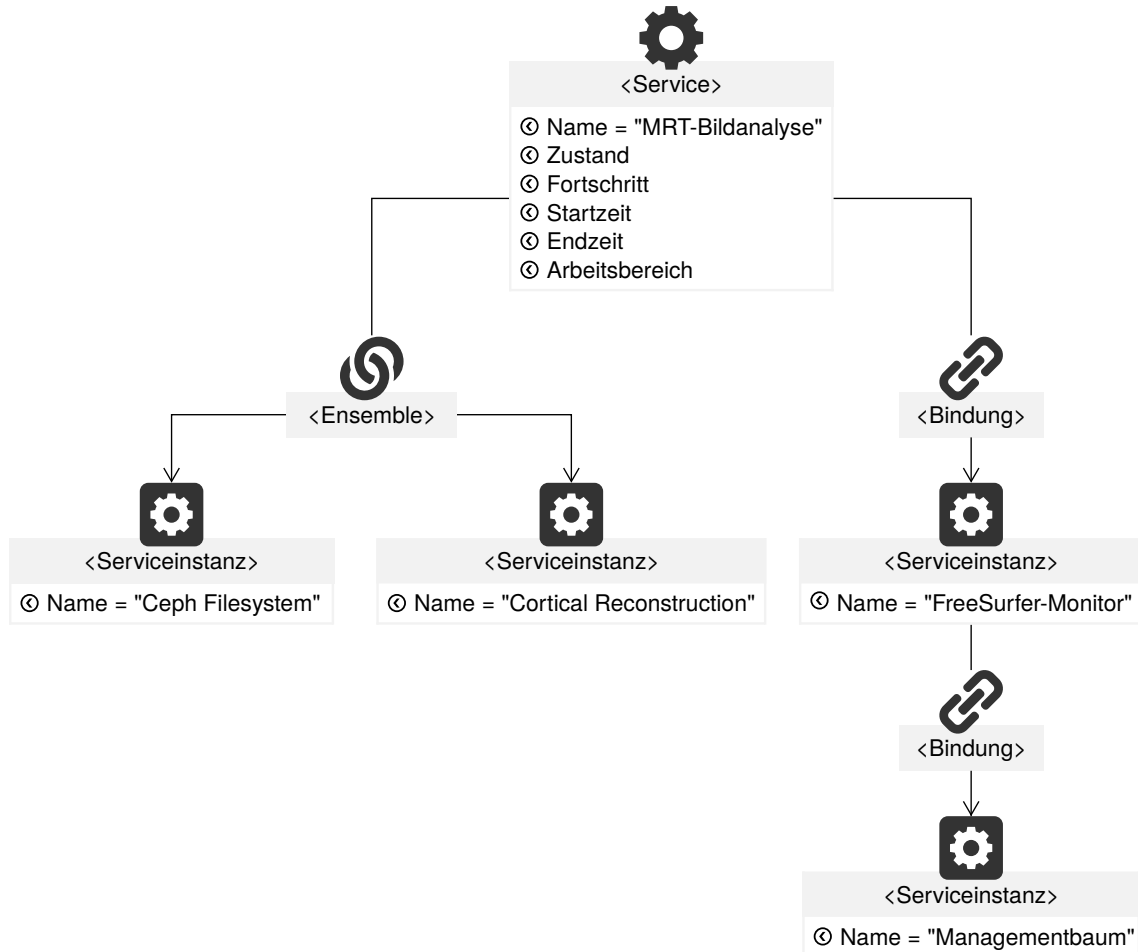 <Service>
Name = "MRT-Bildanalyse"
Zustand
Fortschritt
Startzeit
Endzeit
Arbeitsbereich
<Ensemble>
<Bindung>
<Serviceinstanz>
Name = "Ceph Filesystem"
<Serviceinstanz>
Name = "Cortical Reconstruction"
<Serviceinstanz>
Name = "FreeSurfer-Monitor"
<Bindung>
<Serviceinstanz>
Name = "Managementbaum"